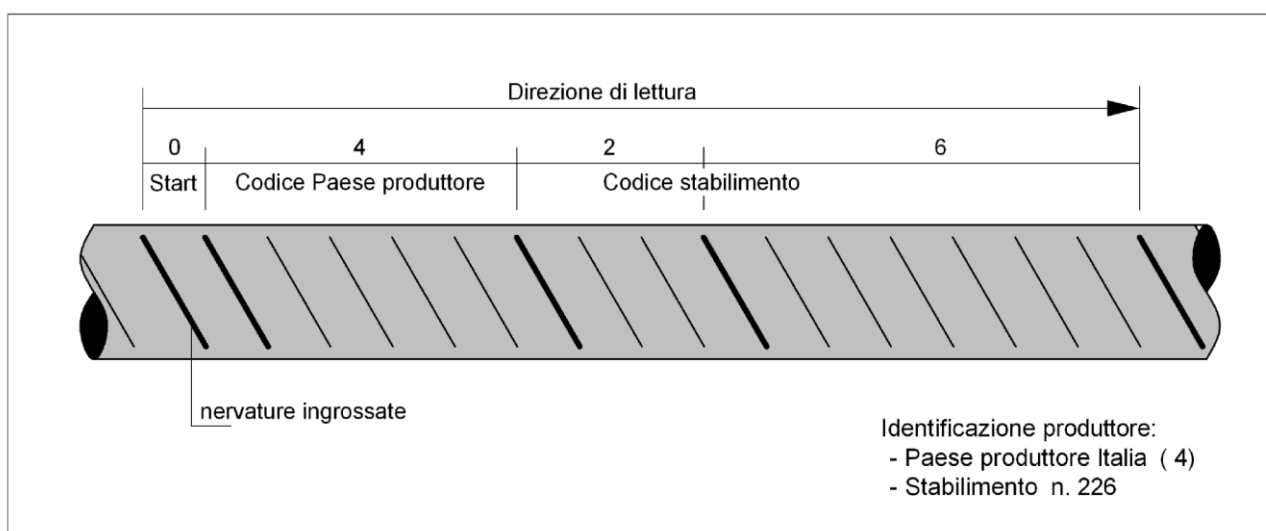 Direzione di lettura
0 4 2 6
Start Codice Paese produttore Codice stabilimento
nervature ingrossate
Identificazione produttore:
- Paese produttore Italia ( 4)
- Stabilimento n. 226